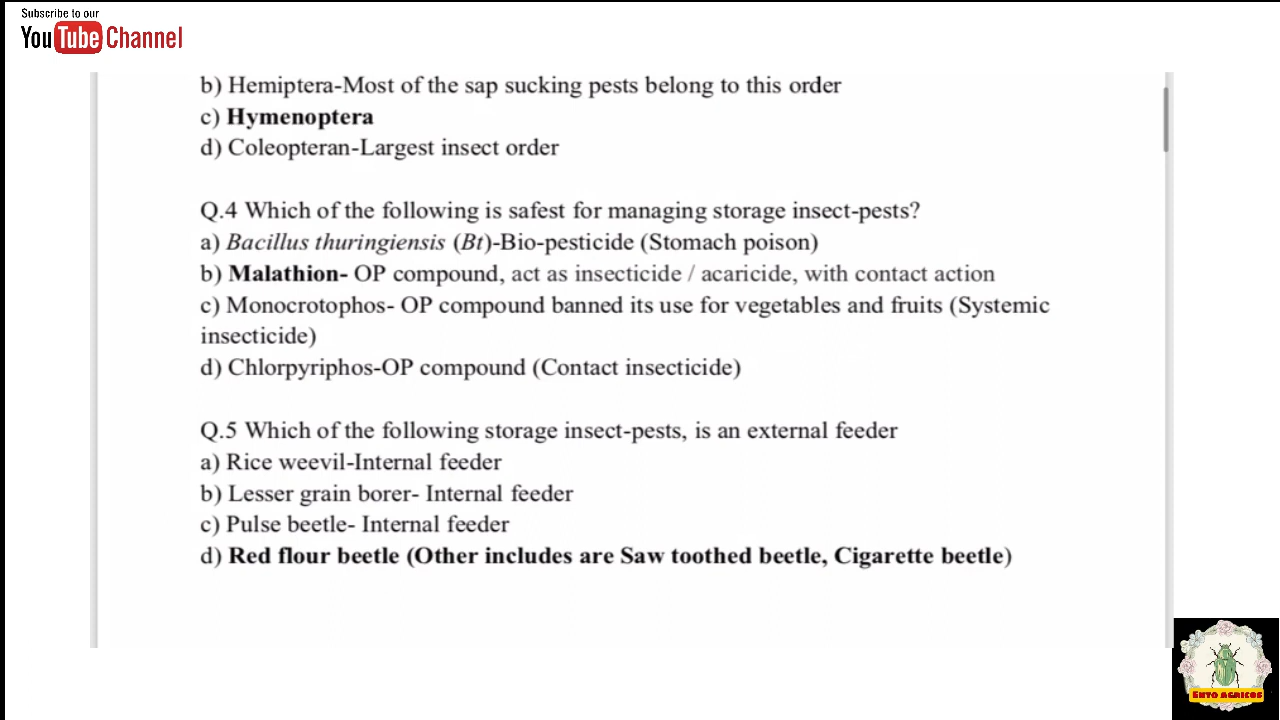 Subscribe to our
YouTube Channel
b) Hemiptera-Most of the sap sucking pests belong to this order
c) Hymenoptera
d) Coleopteran-Largest insect order
Q.4 Which of the following is safest for managing storage insect-pests?
a) Bacillus thuringiensis (Bt)-Bio-pesticide (Stomach poison)
b) Malathion- OP compound, act as insecticide / acaricide, with contact action
c) Monocrotophos- OP compound banned its use for vegetables and fruits (Systemic
insecticide)
d) Chlorpyriphos-OP compound (Contact insecticide)
Q.5 Which of the following storage insect-pests, is an external feeder
a) Rice weevil-Internal feeder
b) Lesser grain borer- Internal feeder
c) Pulse beetle- Internal feeder
d) Red flour beetle (Other includes are Saw toothed beetle, Cigarette beetle)
ENTO AGRICOS